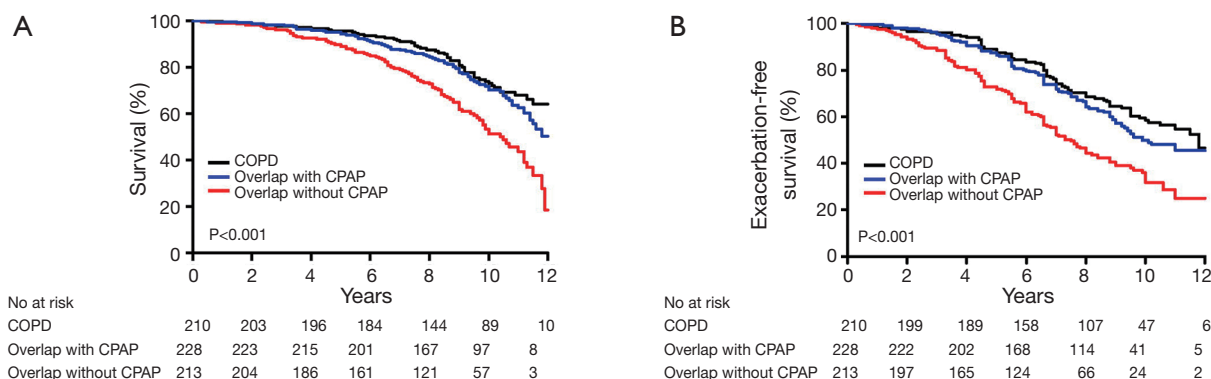 A
100
80
60
40
20
0
Survival (%)
COPD
Overlap with CPAP
Overlap without CPAP
P<0.001
0 2 4 6 8 10 12
Years
No at risk
COPD 210 203 196 184 144 89 10
Overlap with CPAP 228 223 215 201 167 97 8
Overlap without CPAP 213 204 186 161 121 57 3
B
100
80
60
40
20
0
Exacerbation-free
survival (%)
COPD
Overlap with CPAP
Overlap without CPAP
P<0.001
0 2 4 6 8 10 12
Years
No at risk
COPD 210 199 189 158 107 47 6
Overlap with CPAP 228 222 202 168 114 41 5
Overlap without CPAP 213 197 165 124 66 24 2